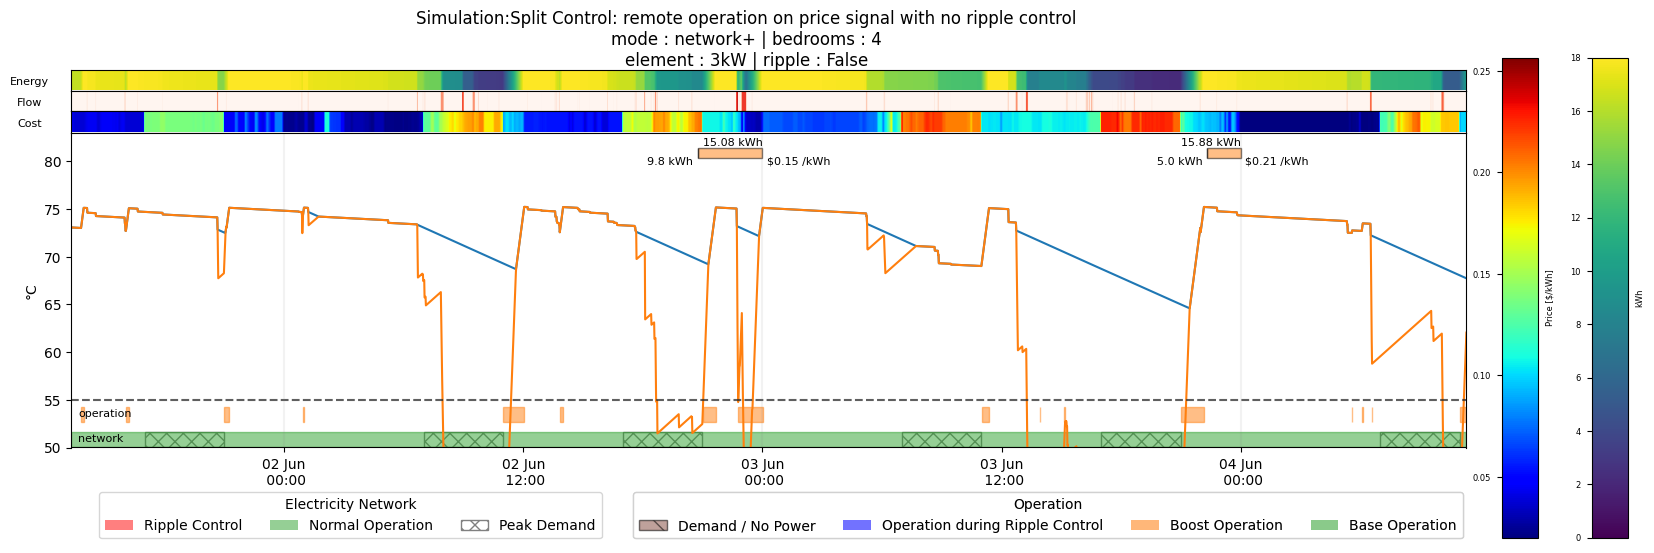 Simulation:Split Control: remote operation on price signal with no ripple control
mode : network+ | bedrooms : 4
element : 3kW | ripple : False
Energy
Flow
Cost
15.08 kWh
9.8 kWh
$0.15 /kWh
15.88 kWh
5.0 kWh
$0.21 /kWh
°C
80
75
70
65
60
55
50
operation
network
02 Jun
00:00
02 Jun
12:00
03 Jun
00:00
03 Jun
12:00
04 Jun
00:00
0.25
0.20
0.15
0.10
0.05
Price [$/kWh]
18
16
14
12
10
8
6
4
2
0
kWh
Electricity Network
Ripple Control
Normal Operation
Peak Demand
Operation
Demand / No Power
Operation during Ripple Control
Boost Operation
Base Operation